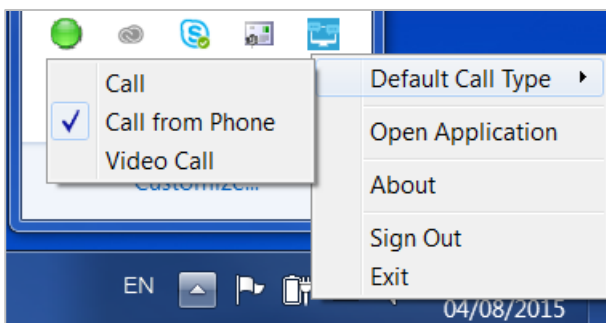 Call
Call from Phone
Video Call
Customize...
Default Call Type
Open Application
About
Sign Out
Exit
EN
04/08/2015